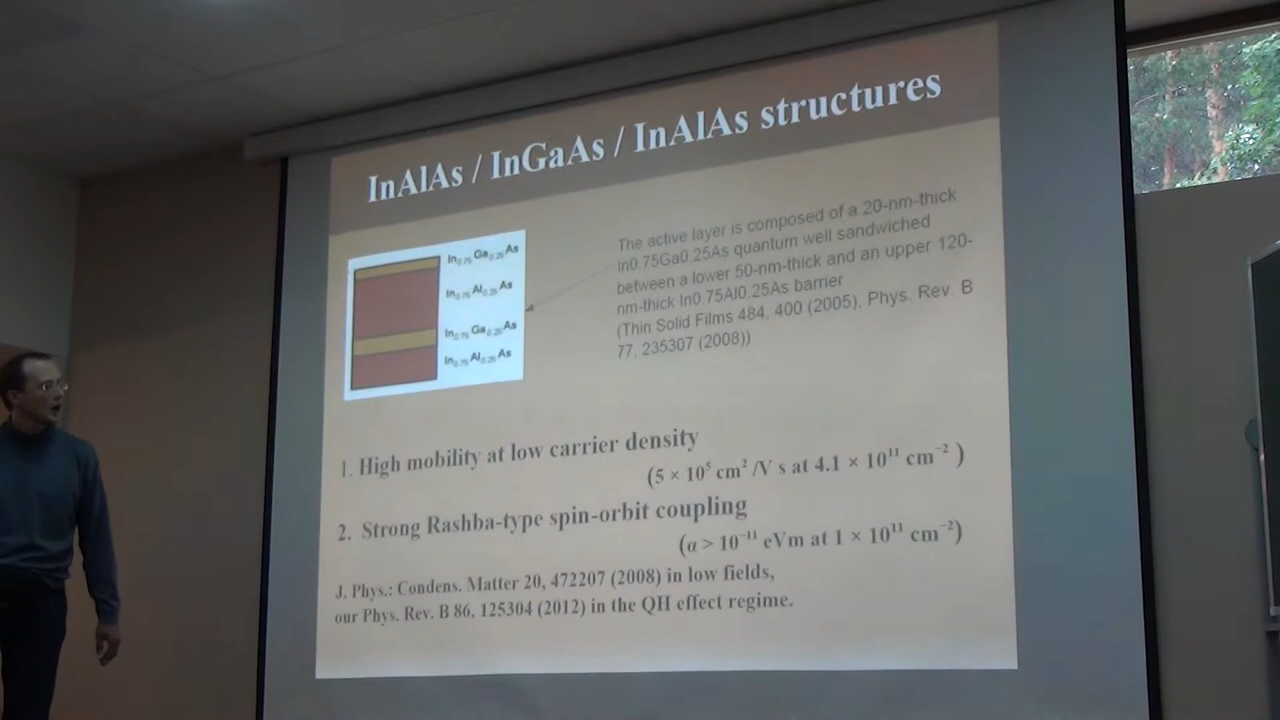 InAlAs / InGaAs / InAlAs structures
In0.75Ga0.25As
In0.75Al0.25As
In0.75Ga0.25As
In0.75Al0.25As
The active layer is composed of a 20-nm-thick
In0.75Ga0.25As quantum well sandwiched
between a lower 50-nm-thick and an upper 120-
nm-thick In0.75Al0.25As barrier
(Thin Solid Films 484, 400 (2005), Phys. Rev. B
77, 235307 (2008))
1. High mobility at low carrier density
(5 × 10⁵ cm² /V s at 4.1 × 10¹¹ cm⁻² )
2. Strong Rashba-type spin-orbit coupling
(α > 10⁻¹¹ eVm at 1 × 10¹¹ cm⁻²)
J. Phys.: Condens. Matter 20, 472207 (2008) in low fields,
our Phys. Rev. B 86, 125304 (2012) in the QH effect regime.